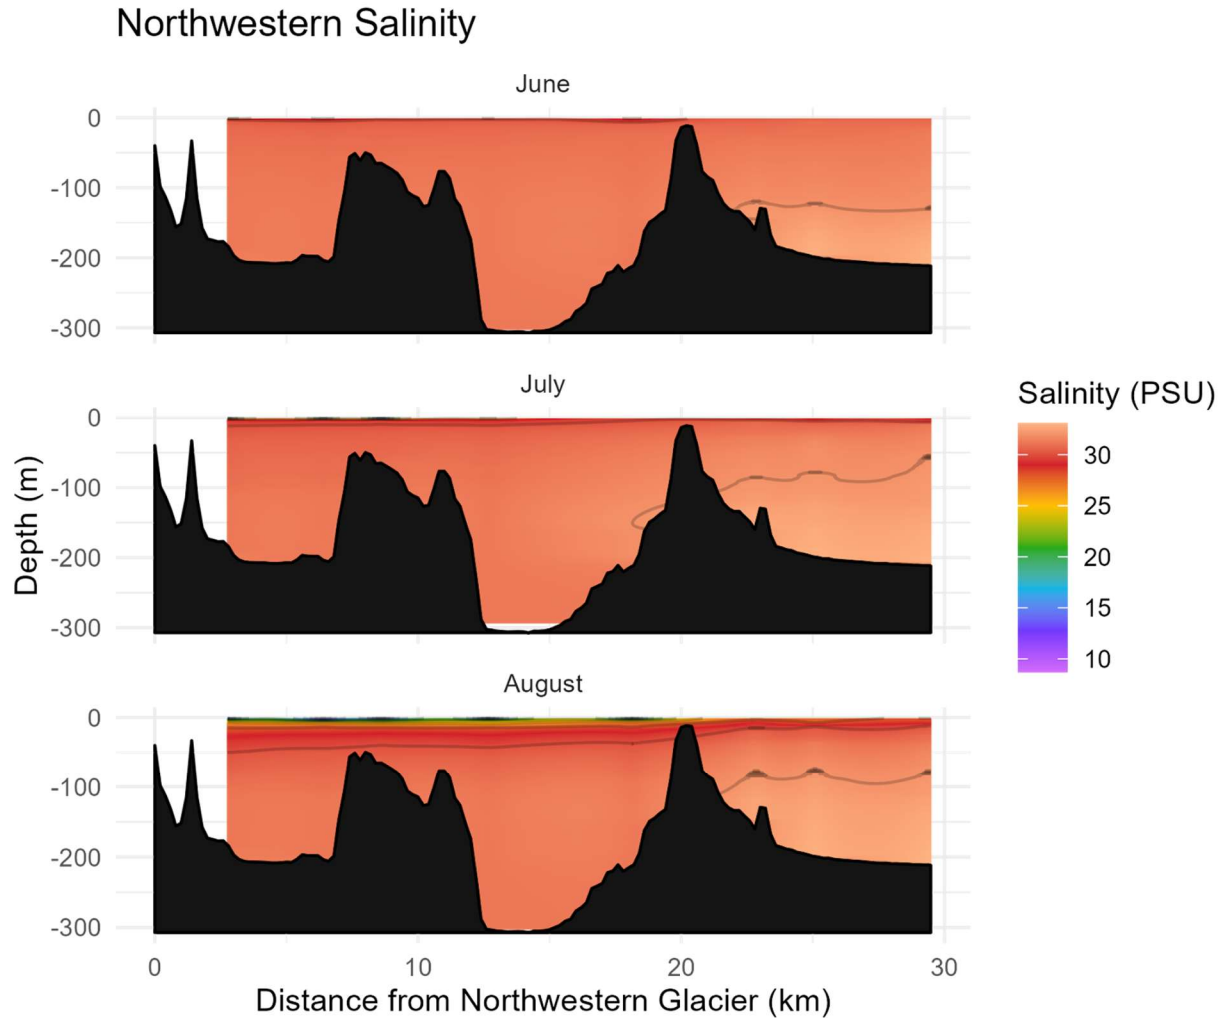 Northwestern Salinity
June
0
-100
-200
-300
July
0
-100
-200
-300
August
0
-100
-200
-300
0 10 20 30
Distance from Northwestern Glacier (km)
Depth (m)
Salinity (PSU)
30
25
20
15
10